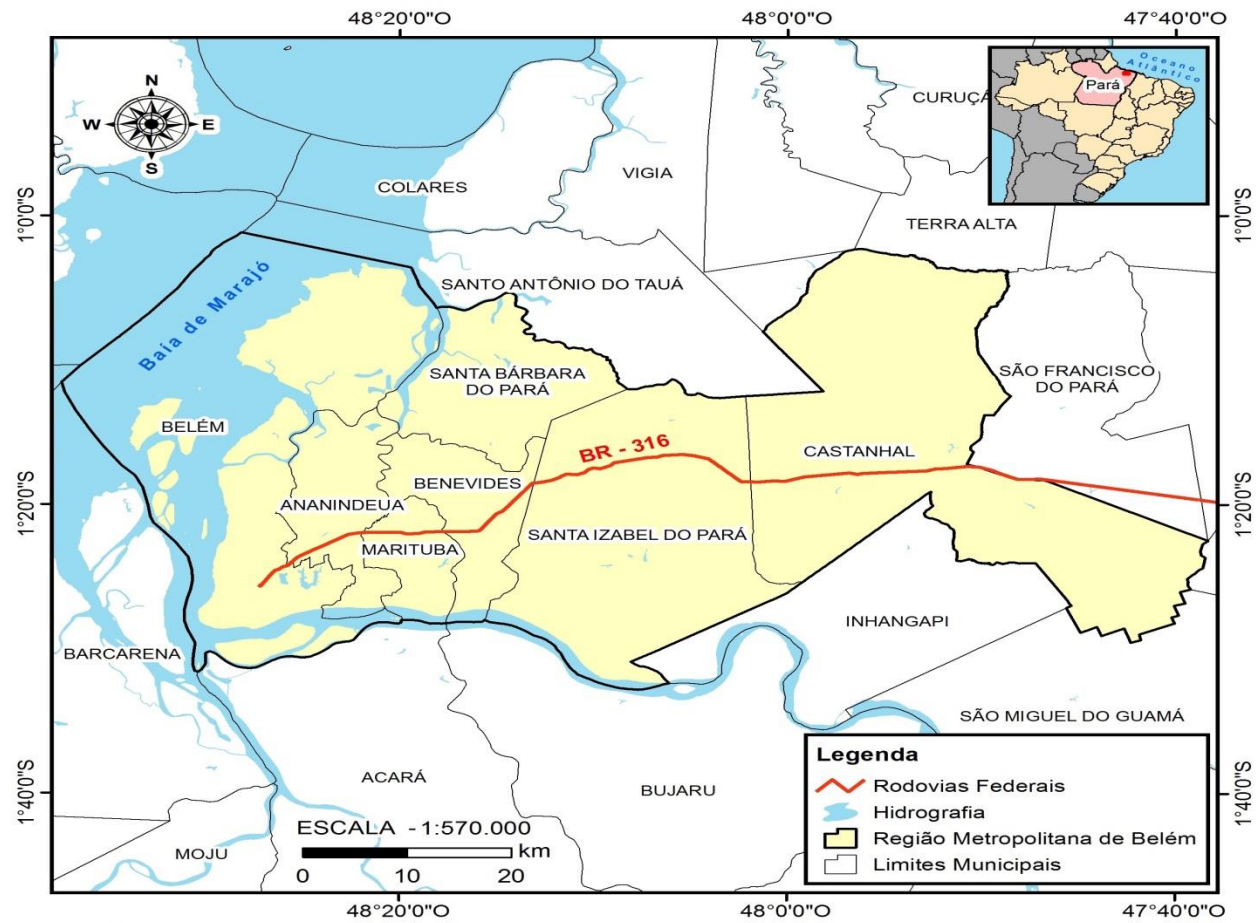 48°20'0"O
48°0'0"O
47°40'0"O
N
W
E
S
Oceano
Atlântico
Pará
CURUÇÁ
VIGIA
COLARES
1°0'0"S
1°0'0"S
TERRA ALTA
SANTO ANTÔNIO DO TAUÁ
Baía de Marajó
SANTA BÁRBARA
DO PARÁ
SÃO FRANCISCO
DO PARÁ
BELÉM
BR - 316
CASTANHAL
BENEVIDES
ANANINDEUA
1°20'0"S
1°20'0"S
SANTA IZABEL DO PARÁ
MARITUBA
INHANGAPI
BARCARENA
SÃO MIGUEL DO GUAMÁ
ACARÁ
BUJARU
1°40'0"S
1°40'0"S
MOJU
ESCALA - 1:570.000
km
0 10 20
Legenda
Rodovias Federais
Hidrografia
Região Metropolitana de Belém
Limites Municipais
48°20'0"O
48°0'0"O
47°40'0"O